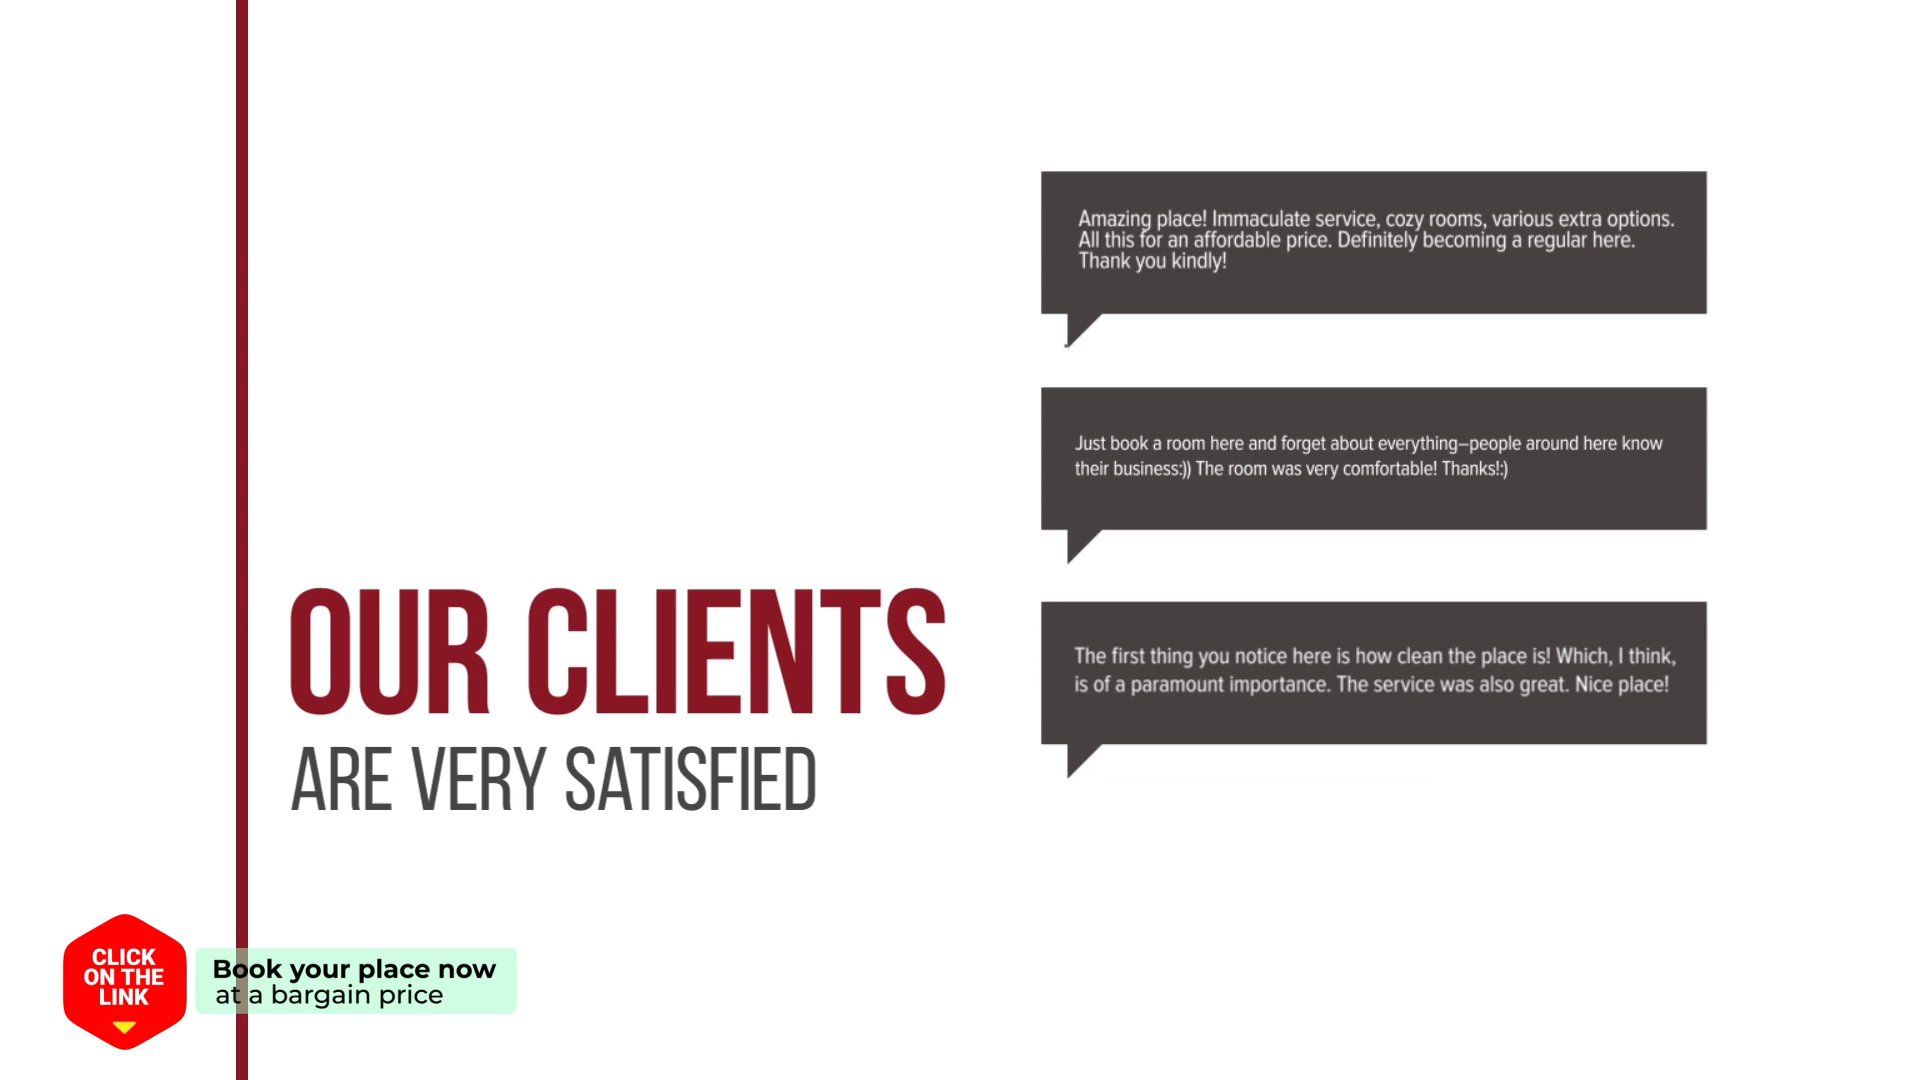 Amazing place! Immaculate service, cozy rooms, various extra options.
All this for an affordable price. Definitely becoming a regular here.
Thank you kindly!
Just book a room here and forget about everything–people around here know
their business:)) The room was very comfortable! Thanks!:)
The first thing you notice here is how clean the place is! Which, I think,
is of a paramount importance. The service was also great. Nice place!
OUR CLIENTS
ARE VERY SATISFIED
CLICK
ON THE
LINK
Book your place now
at a bargain price